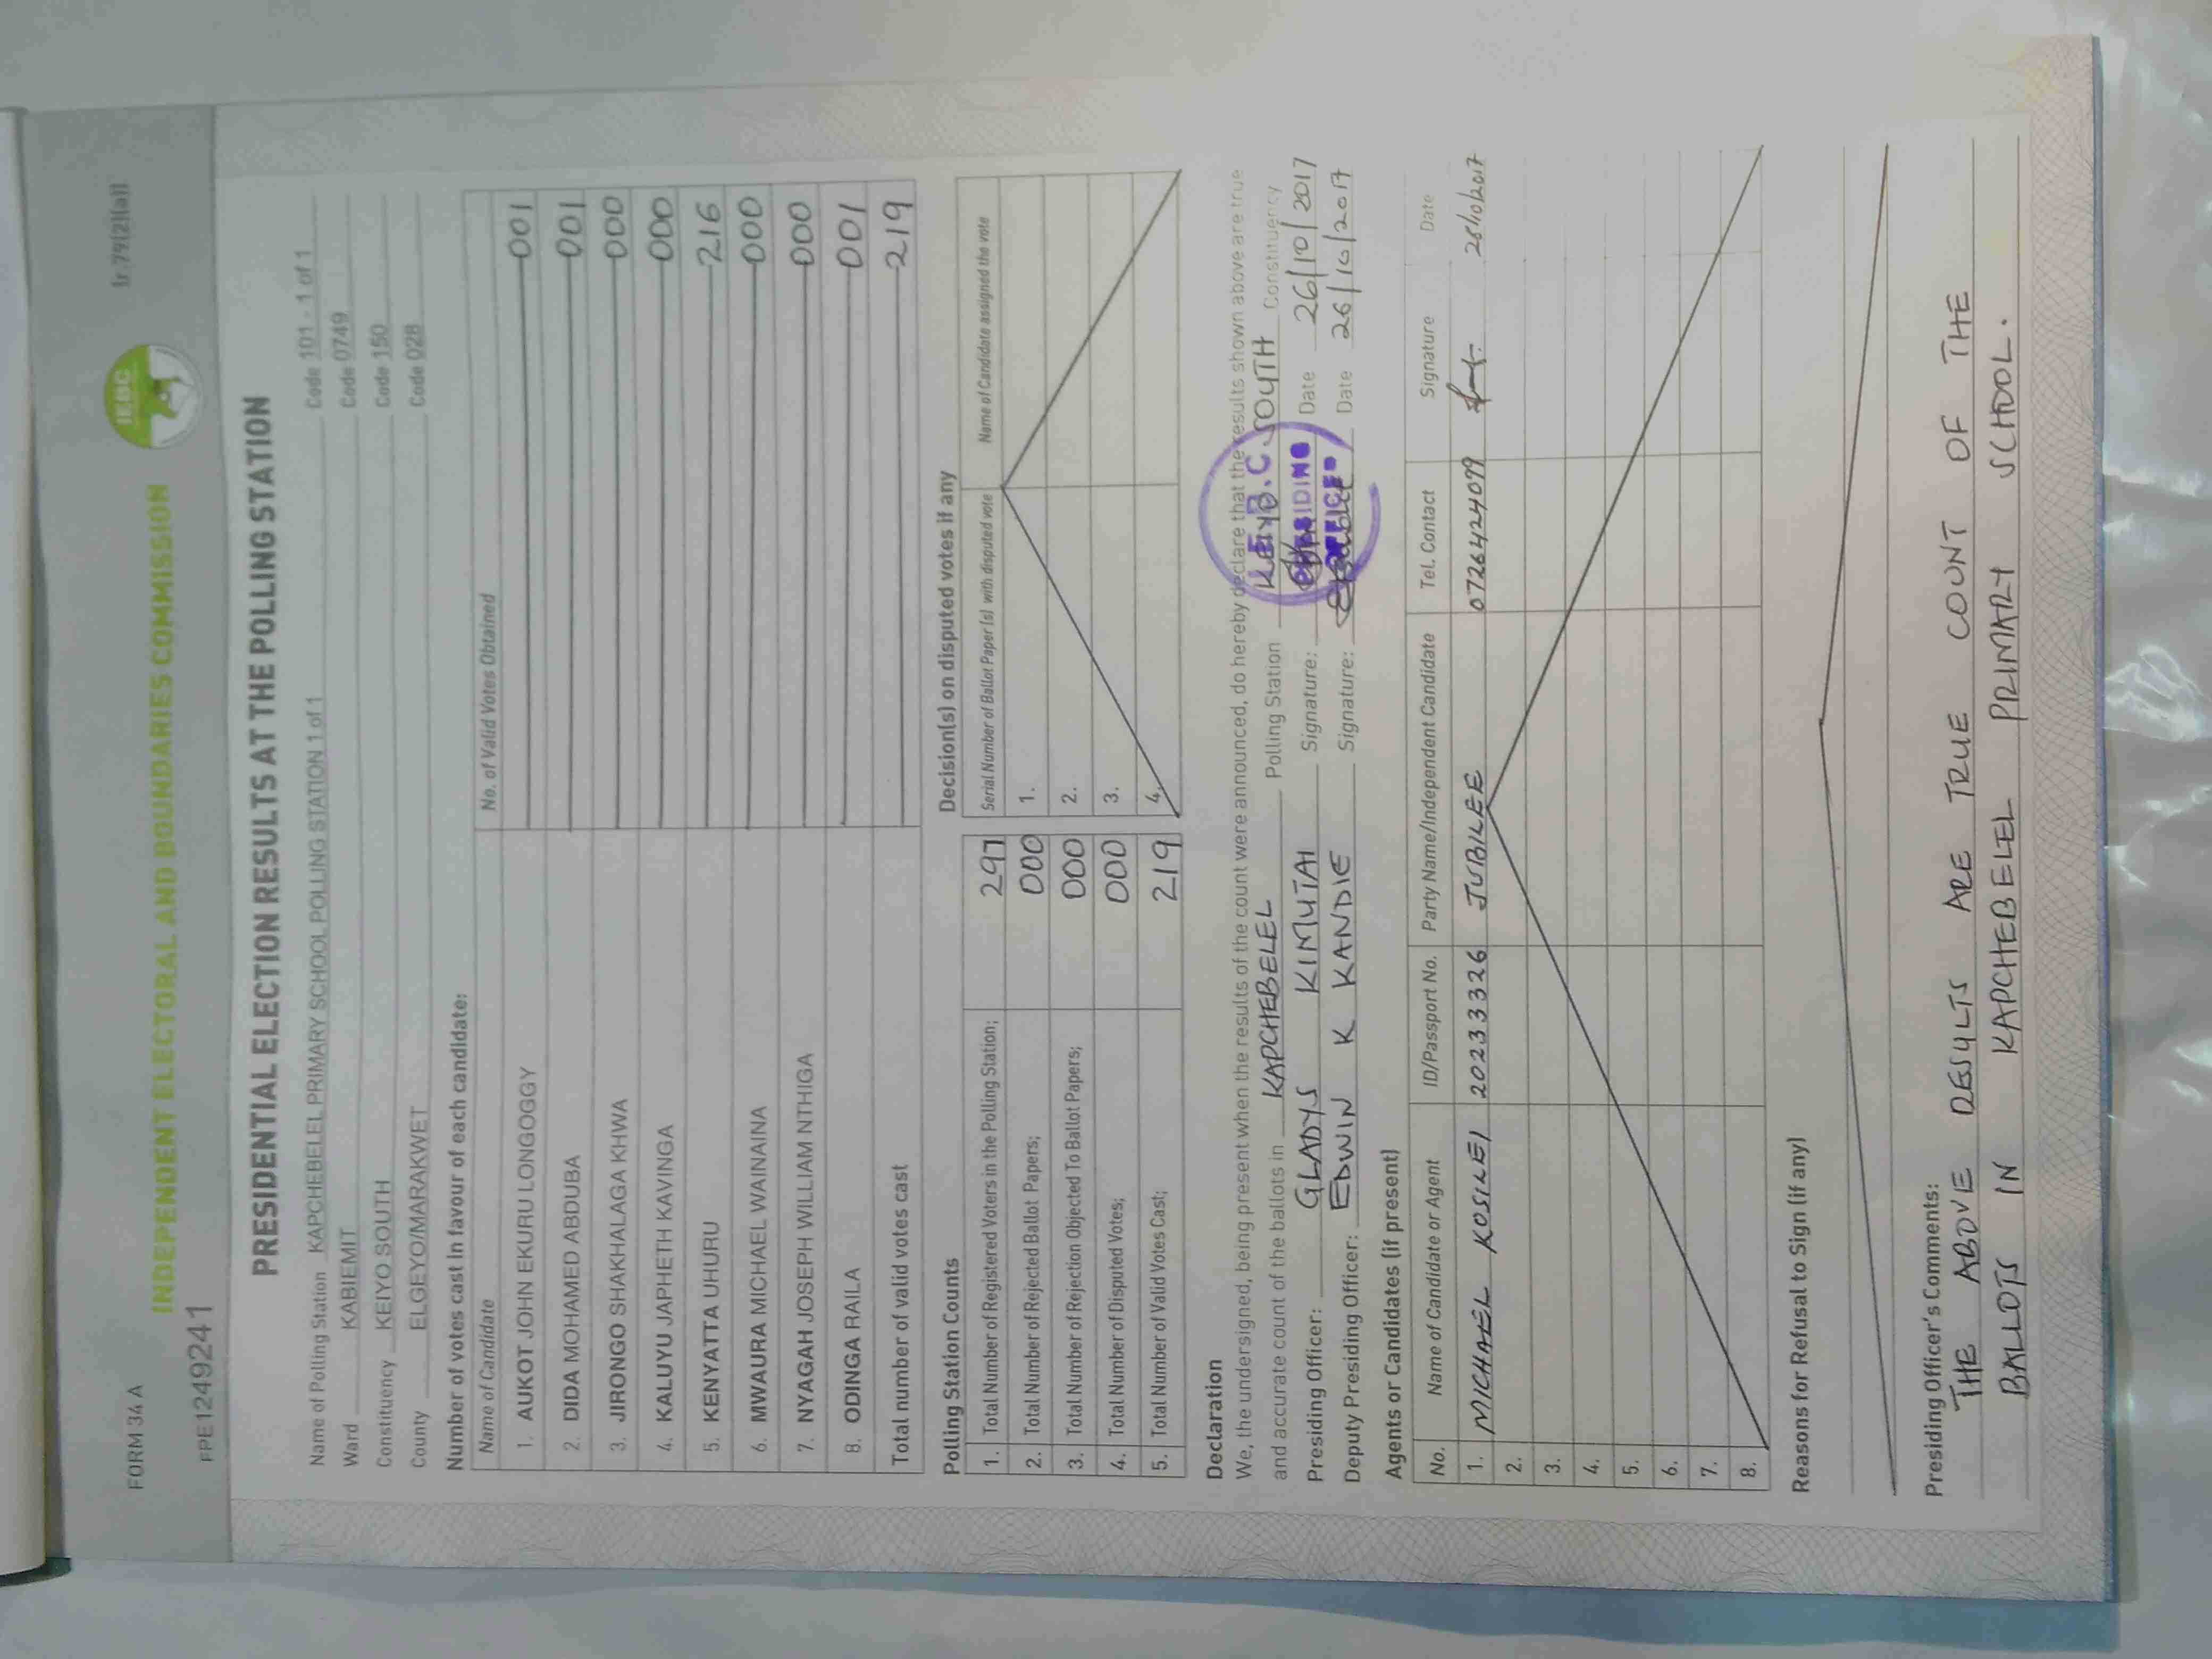 FORM 34 A
Ir 79(2)(a)
IEBC
INDEPENDENT ELECTORAL AND BOUNDARIES COMMISSION
FPE1249241
PRESIDENTIAL ELECTION RESULTS AT THE POLLING STATION
Name of Polling Station KAPCHEBELEL PRIMARY SCHOOL POLLING STATION 1 of 1 Code 101 - 1 of 1
Ward KABIEMIT Code 0749
Constituency KEIYO SOUTH Code 150
County ELGEYO/MARAKWET Code 028
Number of votes cast in favour of each candidate:
Name of Candidate No. of Valid Votes Obtained
1. AUKOT JOHN EKURU LONGOGGY 001
2. DIDA MOHAMED ABDUBA 001
3. JIRONGO SHAKHALAGA KHWA 000
4. KALUYU JAPHETH KAVINGA 000
5. KENYATTA UHURU 216
6. MWAURA MICHAEL WAINAINA 000
7. NYAGAH JOSEPH WILLIAM NTHIGA 000
8. ODINGA RAILA 001
Total number of valid votes cast 219
Polling Station Counts
1. Total Number of Registered Voters in the Polling Station; 297
2. Total Number of Rejected Ballot Papers; 000
3. Total Number of Rejection Objected To Ballot Papers; 000
4. Total Number of Disputed Votes; 000
5. Total Number of Valid Votes Cast; 219
Decision(s) on disputed votes if any
Serial Number of Ballot Paper (s) with disputed vote Name of Candidate assigned the vote
1.
2.
3.
4.
Declaration
We, the undersigned, being present when the results of the count were announced, do hereby declare that the results shown above are true
and accurate count of the ballots in KAPCHEBELEL Polling Station KEIYO SOUTH Constituency
Presiding Officer: GLADYS KIMUTAI Signature: Date 26/10/2017
Deputy Presiding Officer: EDWIN K KANDIE Signature: Date 26/10/2017
PRESIDING
OFFICER
Agents or Candidates (if present)
No. Name of Candidate or Agent ID/Passport No. Party Name/Independent Candidate Tel. Contact Signature Date
1. MICHAEL KOSILEI 20233326 JUBILEE 0726424099 26/10/2017
2.
3.
4.
5.
6.
7.
8.
Reasons for Refusal to Sign (if any)
Presiding Officer's Comments:
THE ABOVE RESULTS ARE TRUE COUNT OF THE
BALLOTS IN KAPCHEBELEL PRIMARY SCHOOL.